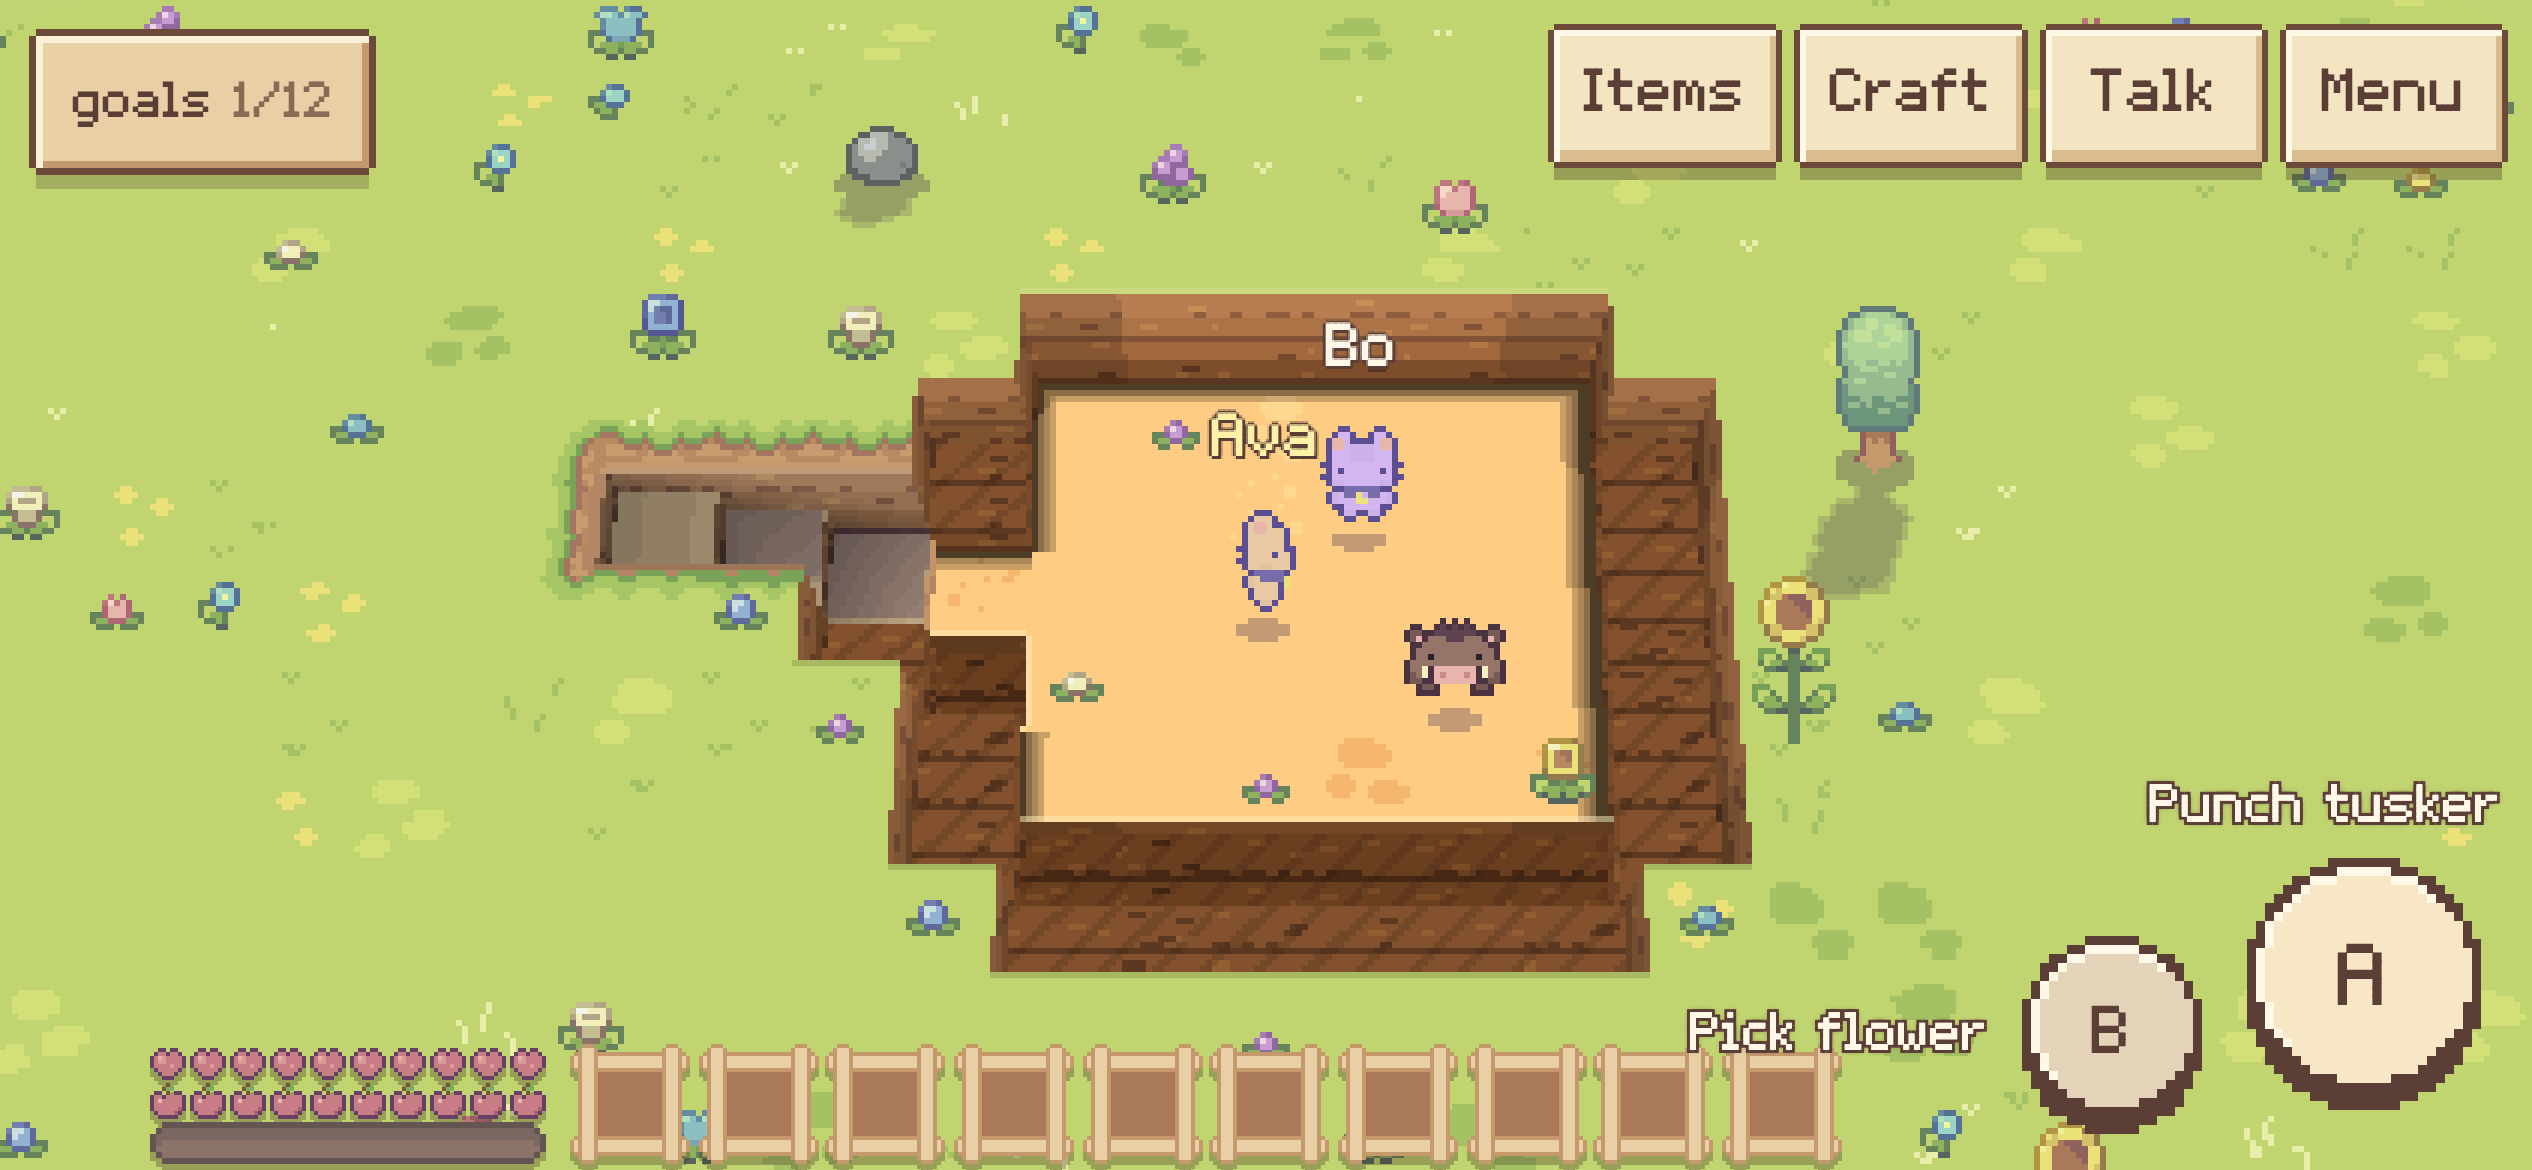 goals 1/12
Items
Craft
Talk
Menu
Bo
Ava
Punch tusker
A
Pick flower
B